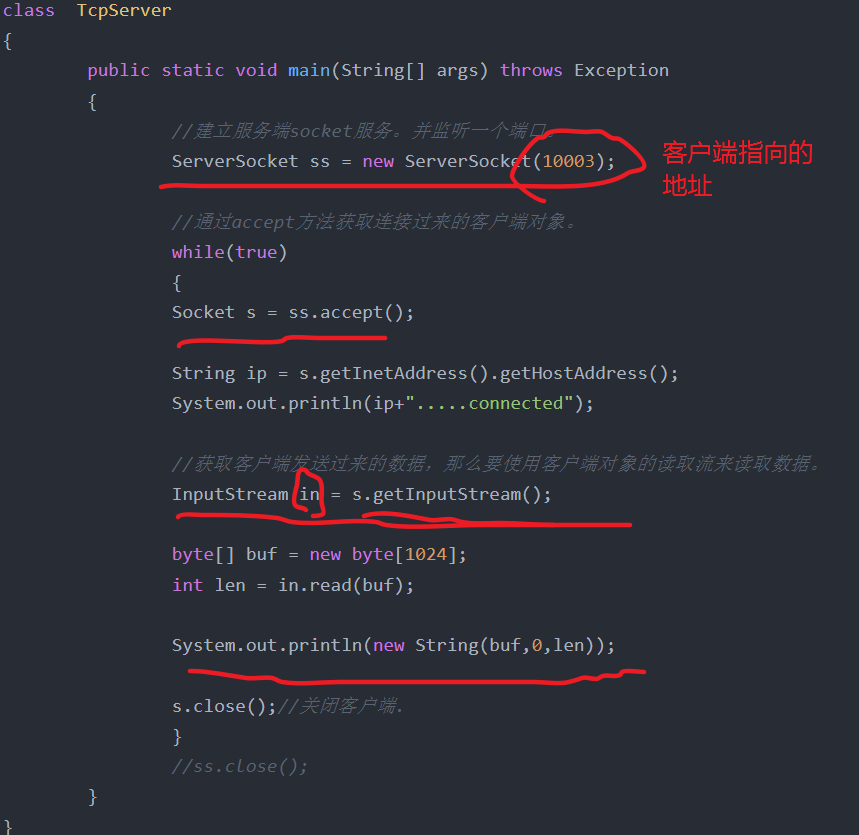 class  TcpServer
{
public static void main(String[] args) throws Exception
{
//建立服务端socket服务。并监听一个端口。
ServerSocket ss = new ServerSocket(10003);
客户端指向的
地址
//通过accept方法获取连接过来的客户端对象。
while(true)
{
Socket s = ss.accept();
String ip = s.getInetAddress().getHostAddress();
System.out.println(ip+".....connected");
//获取客户端发送过来的数据，那么要使用客户端对象的读取流来读取数据。
InputStream in = s.getInputStream();
byte[] buf = new byte[1024];
int len = in.read(buf);
System.out.println(new String(buf,0,len));
s.close();//关闭客户端.
}
//ss.close();
}
}